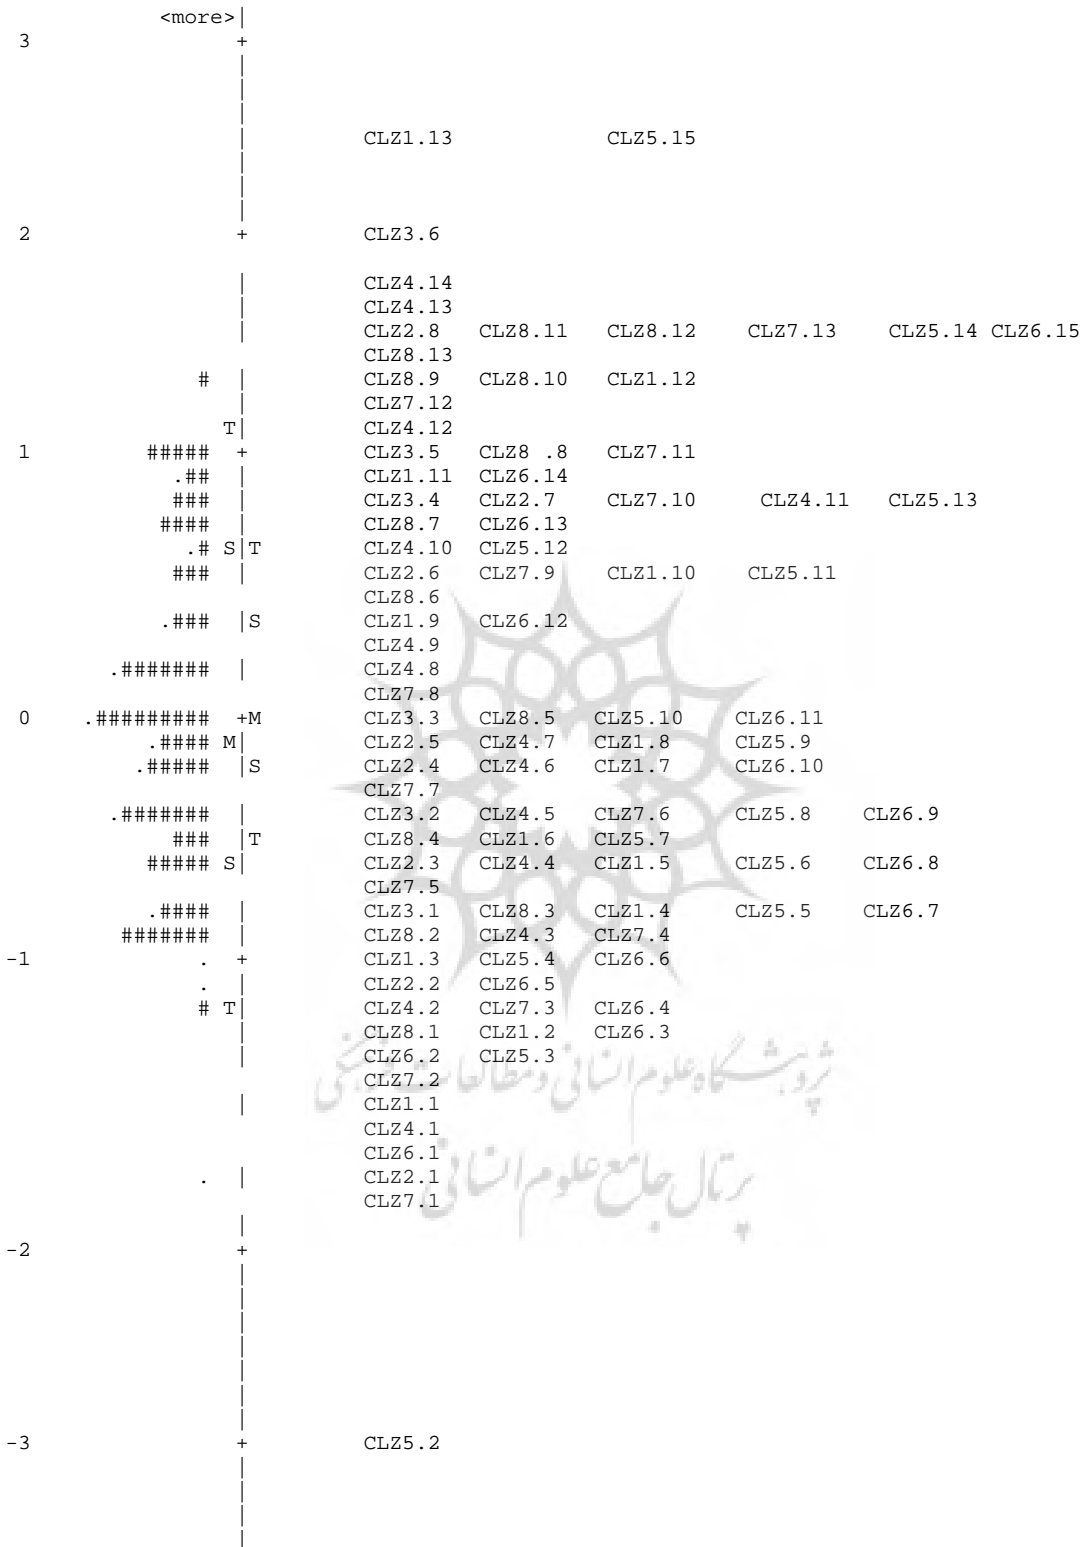 <more>|
3 +
|
|
|
| CLZ1.13 CLZ5.15
|
|
|
2 + CLZ3.6
| CLZ4.14
| CLZ4.13
| CLZ2.8 CLZ8.11 CLZ8.12 CLZ7.13 CLZ5.14 CLZ6.15
CLZ8.13
# | CLZ8.9 CLZ8.10 CLZ1.12
| CLZ7.12
T| CLZ4.12
1 ##### + CLZ3.5 CLZ8 .8 CLZ7.11
.## | CLZ1.11 CLZ6.14
### | CLZ3.4 CLZ2.7 CLZ7.10 CLZ4.11 CLZ5.13
#### | CLZ8.7 CLZ6.13
.# S|T CLZ4.10 CLZ5.12
### | CLZ2.6 CLZ7.9 CLZ1.10 CLZ5.11
CLZ8.6
.### |S CLZ1.9 CLZ6.12
CLZ4.9
.####### | CLZ4.8
CLZ7.8
0 .######### +M CLZ3.3 CLZ8.5 CLZ5.10 CLZ6.11
.#### M| CLZ2.5 CLZ4.7 CLZ1.8 CLZ5.9
.##### |S CLZ2.4 CLZ4.6 CLZ1.7 CLZ6.10
CLZ7.7
.####### | CLZ3.2 CLZ4.5 CLZ7.6 CLZ5.8 CLZ6.9
### |T CLZ8.4 CLZ1.6 CLZ5.7
##### S| CLZ2.3 CLZ4.4 CLZ1.5 CLZ5.6 CLZ6.8
CLZ7.5
.#### | CLZ3.1 CLZ8.3 CLZ1.4 CLZ5.5 CLZ6.7
####### | CLZ8.2 CLZ4.3 CLZ7.4
-1 . + CLZ1.3 CLZ5.4 CLZ6.6
. | CLZ2.2 CLZ6.5
# T| CLZ4.2 CLZ7.3 CLZ6.4
| CLZ8.1 CLZ1.2 CLZ6.3
| CLZ6.2 CLZ5.3
CLZ7.2
پژوهشگاه علوم انسانی و مطالعات فرهنگی
| CLZ1.1
CLZ4.1
CLZ6.1
. | CLZ2.1
پرتال جامع علوم انسانی
CLZ7.1
|
-2 +
|
|
|
|
|
|
|
-3 + CLZ5.2
|
|
|
|